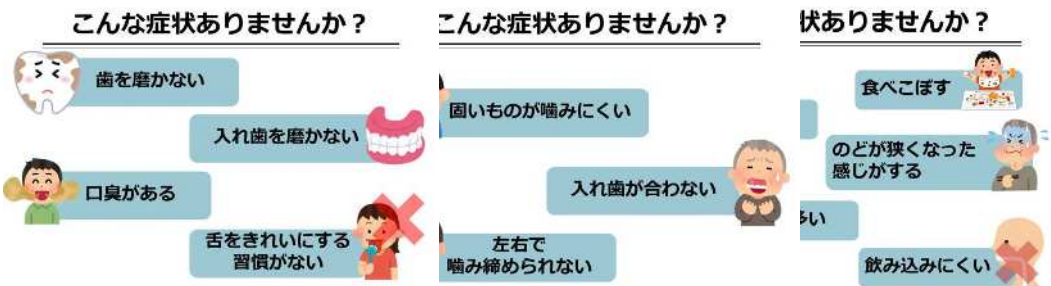 こんな症状ありませんか？
歯を磨かない
入れ歯を磨かない
口臭がある
舌をきれいにする
習慣がない
こんな症状ありませんか？
固いものが噛みにくい
入れ歯が合わない
左右で
噛み締められない
状ありませんか？
食べこぼす
のどが狭くなった
感じがする
多い
飲み込みにくい